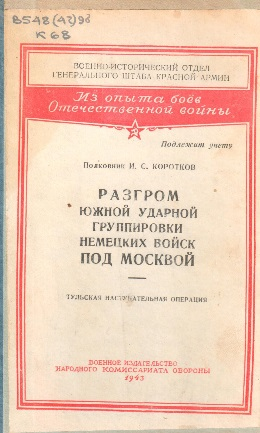 В548(47)98
К68
ВОЕННО-ИСТОРИЧЕСКИЙ ОТДЕЛ
ГЕНЕРАЛЬНОГО ШТАБА КРАСНОЙ АРМИИ
Из опыта боёв
Отечественной войны
Подлежит учету
Полковник И. С. КОРОТКОВ
РАЗГРОМ
ЮЖНОЙ УДАРНОЙ
ГРУППИРОВКИ
НЕМЕЦКИХ ВОЙСК
ПОД МОСКВОЙ
ТУЛЬСКАЯ НАСТУПАТЕЛЬНАЯ ОПЕРАЦИЯ
ВОЕННОЕ ИЗДАТЕЛЬСТВО
НАРОДНОГО КОМИССАРИАТА ОБОРОНЫ
1943